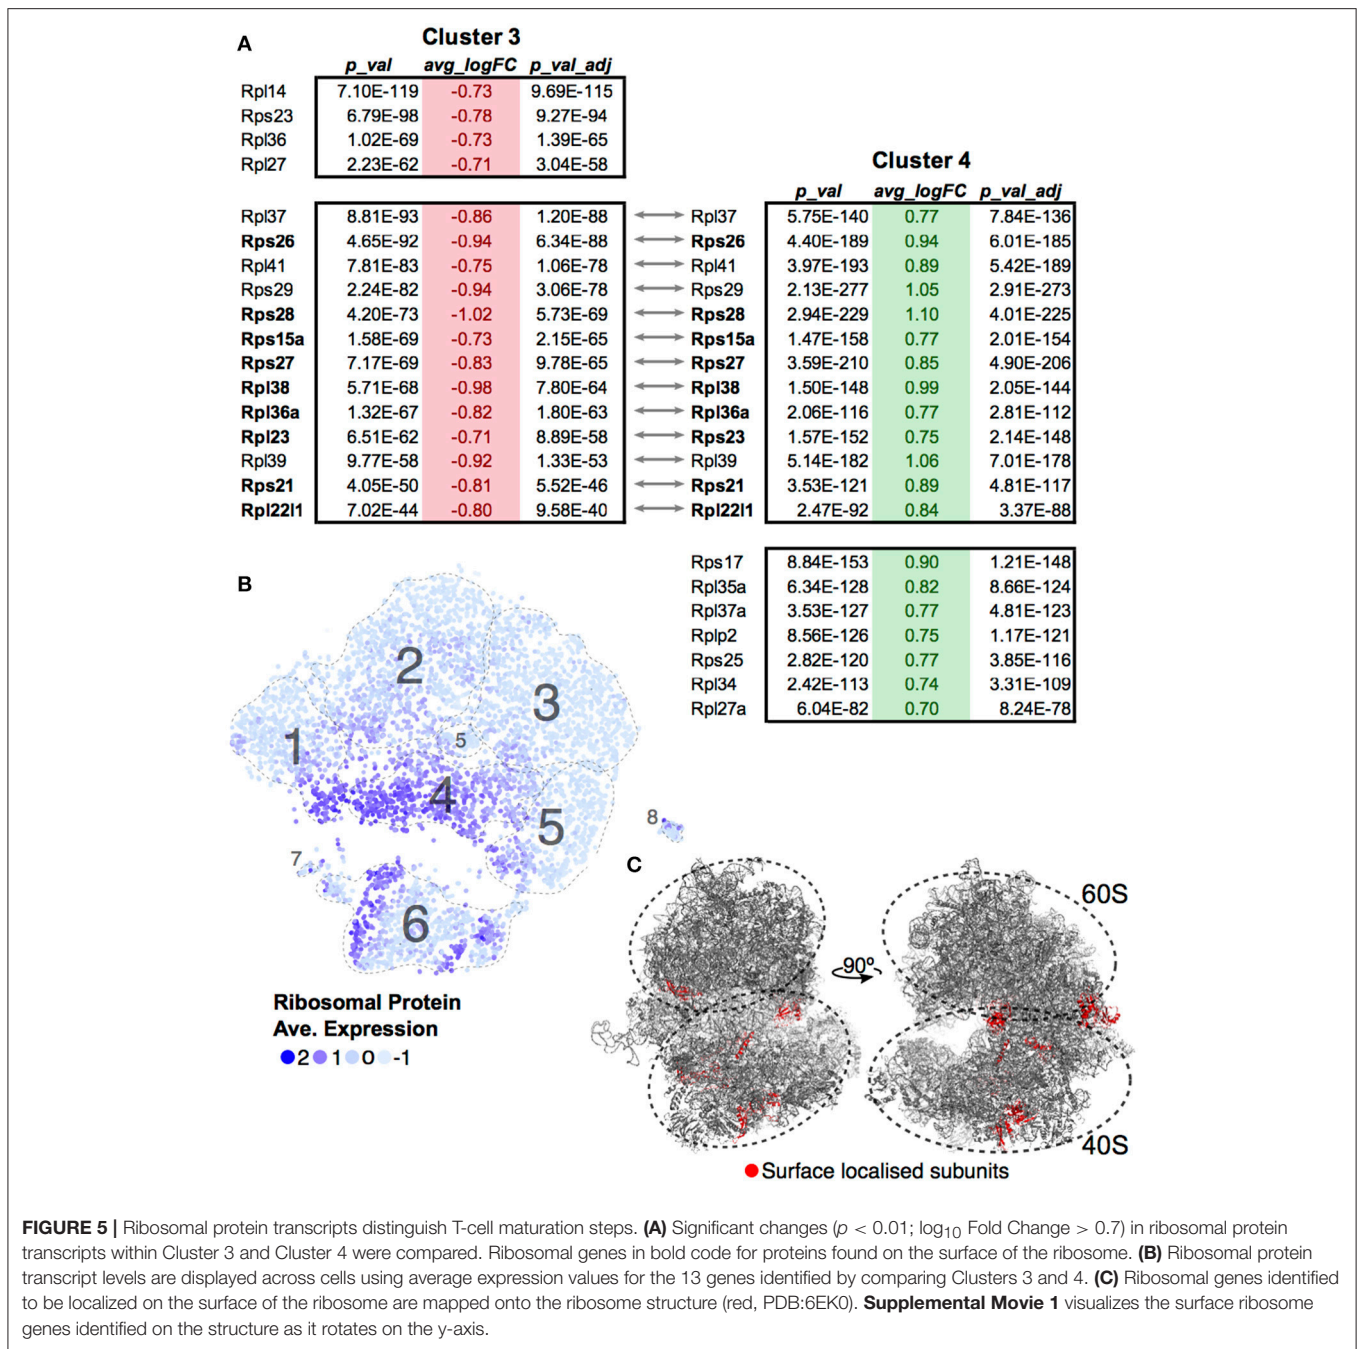 A
Cluster 3
p_val avg_logFC p_val_adj
Rpl14 7.10E-119 -0.73 9.69E-115
Rps23 6.79E-98 -0.78 9.27E-94
Rpl36 1.02E-69 -0.73 1.39E-65
Rpl27 2.23E-62 -0.71 3.04E-58
Cluster 4
p_val avg_logFC p_val_adj
Rpl37 8.81E-93 -0.86 1.20E-88 Rpl37 5.75E-140 0.77 7.84E-136
Rps26 4.65E-92 -0.94 6.34E-88 Rps26 4.40E-189 0.94 6.01E-185
Rpl41 7.81E-83 -0.75 1.06E-78 Rpl41 3.97E-193 0.89 5.42E-189
Rps29 2.24E-82 -0.94 3.06E-78 Rps29 2.13E-277 1.05 2.91E-273
Rps28 4.20E-73 -1.02 5.73E-69 Rps28 2.94E-229 1.10 4.01E-225
Rps15a 1.58E-69 -0.73 2.15E-65 Rps15a 1.47E-158 0.77 2.01E-154
Rps27 7.17E-69 -0.83 9.78E-65 Rps27 3.59E-210 0.85 4.90E-206
Rpl38 5.71E-68 -0.98 7.80E-64 Rpl38 1.50E-148 0.99 2.05E-144
Rpl36a 1.32E-67 -0.82 1.80E-63 Rpl36a 2.06E-116 0.77 2.81E-112
Rpl23 6.51E-62 -0.71 8.89E-58 Rps23 1.57E-152 0.75 2.14E-148
Rpl39 9.77E-58 -0.92 1.33E-53 Rpl39 5.14E-182 1.06 7.01E-178
Rps21 4.05E-50 -0.81 5.52E-46 Rps21 3.53E-121 0.89 4.81E-117
Rpl22l1 7.02E-44 -0.80 9.58E-40 Rpl22l1 2.47E-92 0.84 3.37E-88
Rps17 8.84E-153 0.90 1.21E-148
Rpl35a 6.34E-128 0.82 8.66E-124
Rpl37a 3.53E-127 0.77 4.81E-123
Rplp2 8.56E-126 0.75 1.17E-121
Rps25 2.82E-120 0.77 3.85E-116
Rpl34 2.42E-113 0.74 3.31E-109
Rpl27a 6.04E-82 0.70 8.24E-78
B
2
3
1
5
4
5
8
7
6
Ribosomal Protein
Ave. Expression
2 1 0 -1
C
60S
90º
40S
Surface localised subunits
FIGURE 5 | Ribosomal protein transcripts distinguish T-cell maturation steps. (A) Significant changes (p < 0.01; log10 Fold Change > 0.7) in ribosomal protein
transcripts within Cluster 3 and Cluster 4 were compared. Ribosomal genes in bold code for proteins found on the surface of the ribosome. (B) Ribosomal protein
transcript levels are displayed across cells using average expression values for the 13 genes identified by comparing Clusters 3 and 4. (C) Ribosomal genes identified
to be localized on the surface of the ribosome are mapped onto the ribosome structure (red, PDB:6EK0). Supplemental Movie 1 visualizes the surface ribosome
genes identified on the structure as it rotates on the y-axis.